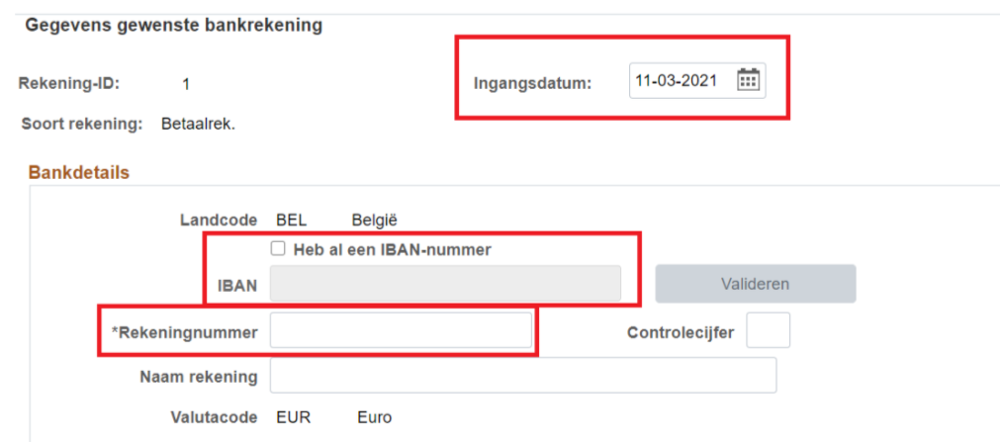 Gegevens gewenste bankrekening
Rekening-ID: 1 Ingangsdatum: 11-03-2021
Soort rekening: Betaalrek.
Bankdetails
Landcode BEL België
Heb al een IBAN-nummer
IBAN Valideren
*Rekeningnummer Controlecijfer
Naam rekening
Valutacode EUR Euro